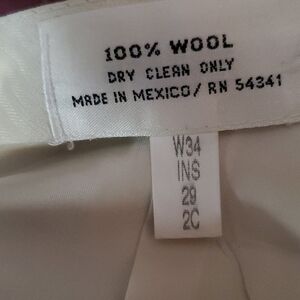 100% WOOL
DRY CLEAN ONLY
MADE IN MEXICO/ RN 54341
W34
INS
29
2C